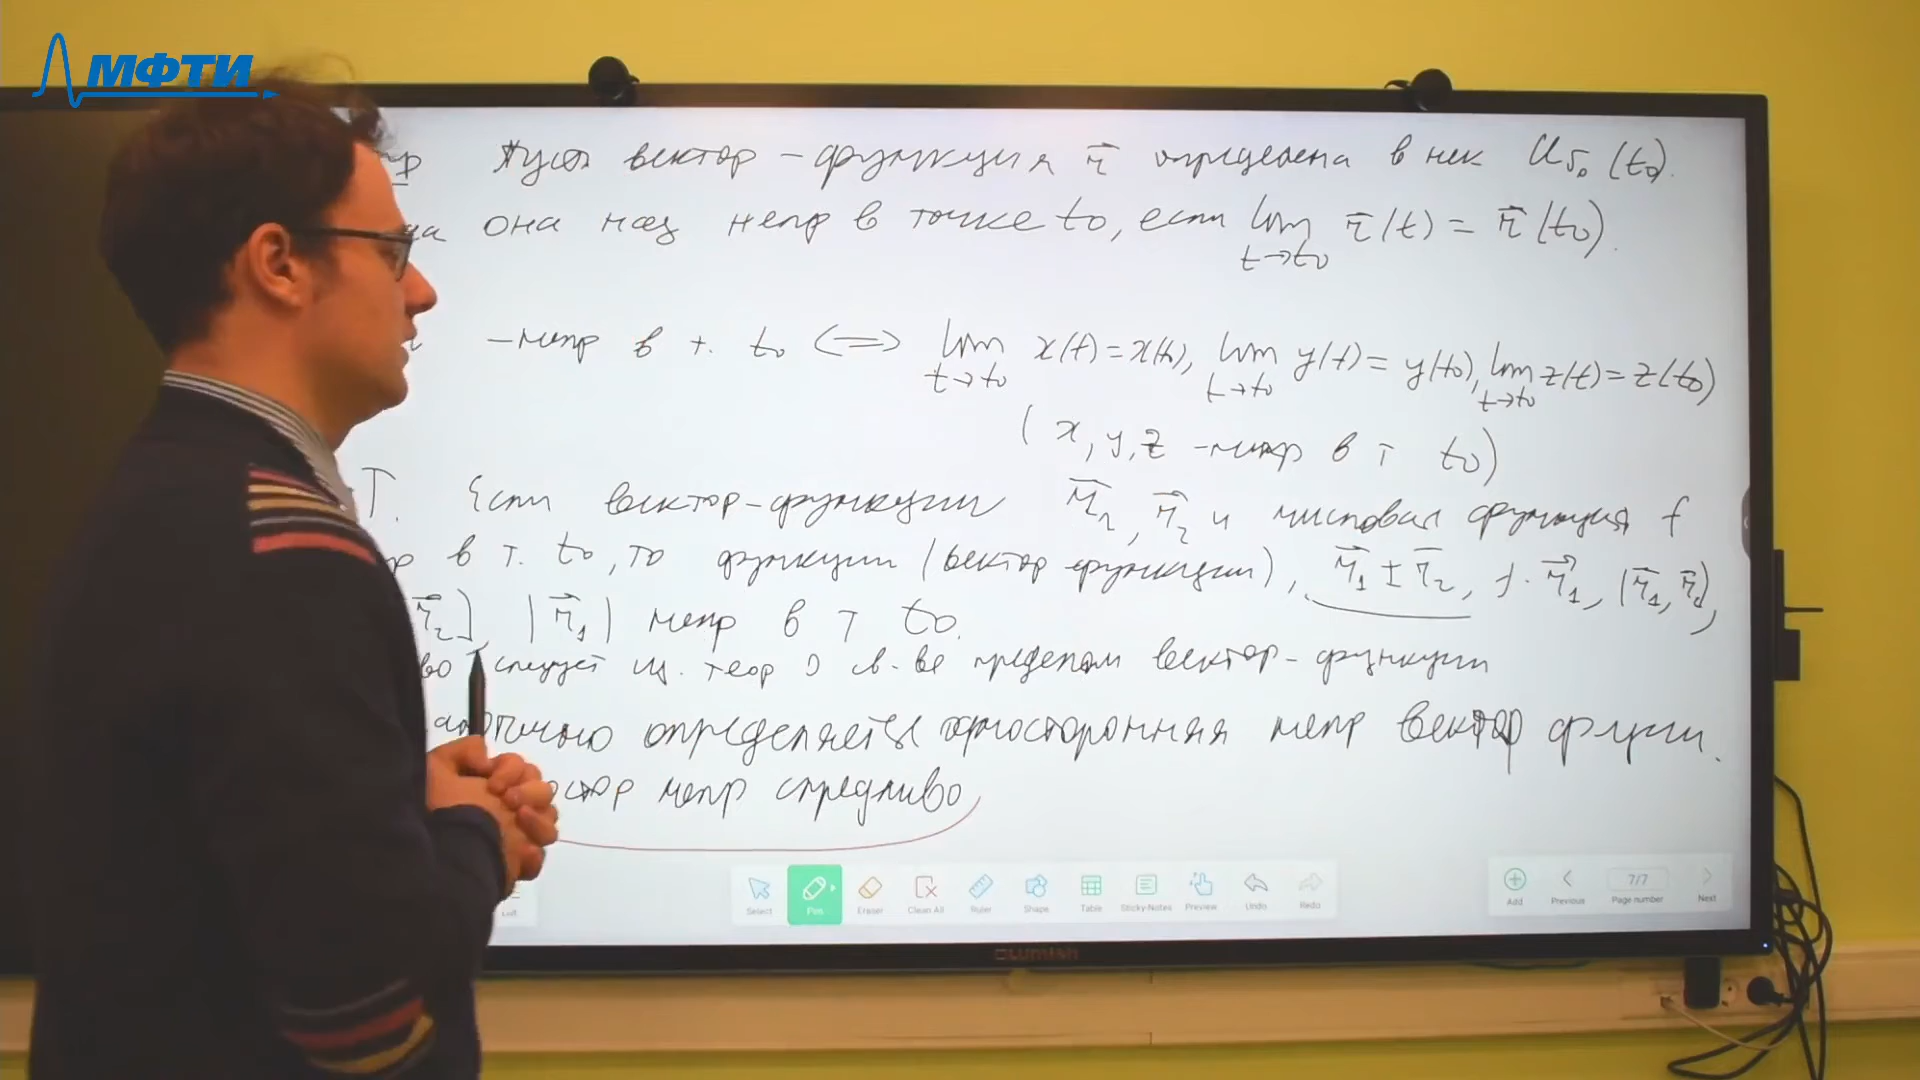 МФТИ
Пусть вектор-функция r⃗ определена в нек U_δ₀(t₀).
она наз непр в точке t₀, если lim_{t→t₀} r⃗(t) = r⃗(t₀).
– непр в т. t₀ ⟺ lim_{t→t₀} x(t) = x(t₀), lim_{t→t₀} y(t) = y(t₀), lim_{t→t₀} z(t) = z(t₀)
(x, y, z – непр в т t₀)
Т. Если вектор-функции r⃗₁, r⃗₂ и числовая функция f
в т. t₀, то функции (вектор функции), r⃗₁ ± r⃗₂, f · r⃗₁, (r⃗₁, r⃗₂),
r⃗₂], |r⃗₁| непр в т t₀.
следует из. теор о св-ве пределом вектор-функции
определяется односторонняя непр вектор функции.
непр спредливо
Select Pen Eraser Clean All Ruler Shape Table Sticky Notes Preview Undo Redo
Add Previous 7/7 Page number Next
Lumien